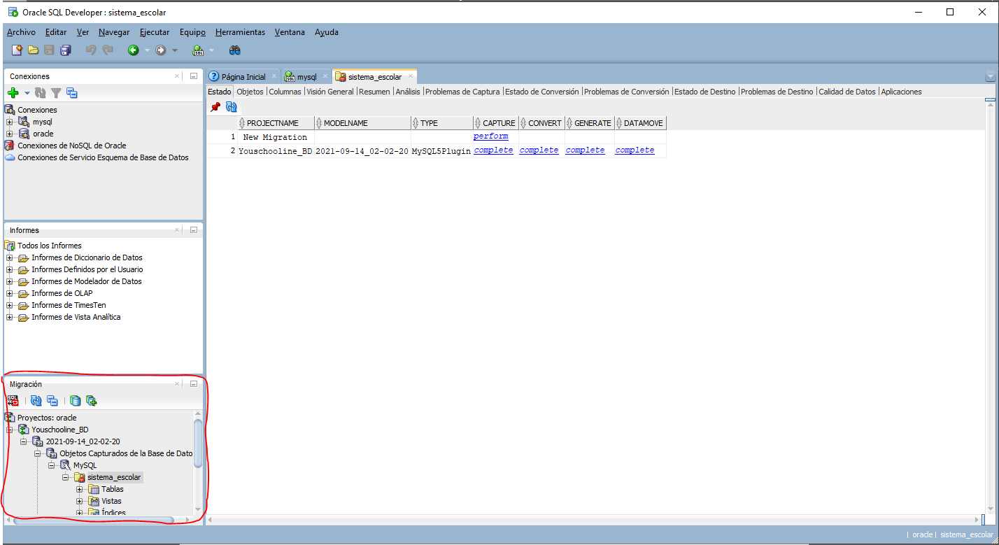 Oracle SQL Developer : sistema_escolar
Archivo Editar Ver Navegar Ejecutar Equipo Herramientas Ventana Ayuda
SQL
Conexiones
Conexiones
mysql
oracle
Conexiones de NoSQL de Oracle
Conexiones de Servicio Esquema de Base de Datos
Informes
Todos los Informes
Informes de Diccionario de Datos
Informes Definidos por el Usuario
Informes de Modelador de Datos
Informes de OLAP
Informes de TimesTen
Informes de Vista Analítica
Migración
SQL
Proyectos: oracle
Youschooline_BD
2021-09-14_02-02-20
Objetos Capturados de la Base de Dato
MySQL
sistema_escolar
Tablas
Vistas
Índices
Página Inicial mysql sistema_escolar
Estado Objetos Columnas Visión General Resumen Análisis Problemas de Captura Estado de Conversión Problemas de Conversión Estado de Destino Problemas de Destino Calidad de Datos Aplicaciones
PROJECTNAME MODELNAME TYPE CAPTURE CONVERT GENERATE DATAMOVE
1 New Migration perform
2 Youschooline_BD 2021-09-14_02-02-20 MySQL5Plugin complete complete complete complete
oracle sistema_escolar